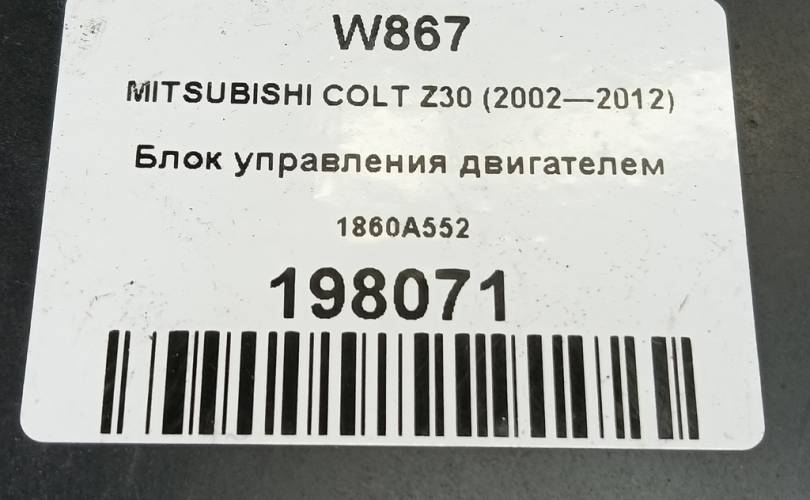 W867
MITSUBISHI COLT Z30 (2002—2012)
Блок управления двигателем
1860A552
198071